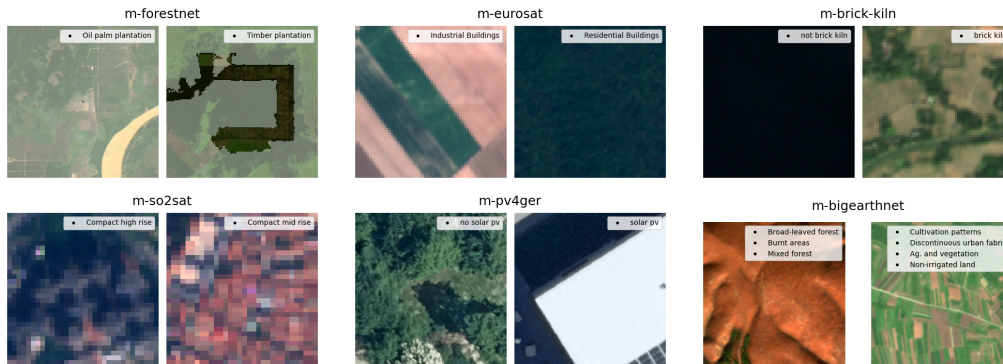 m-forestnet
m-eurosat
m-brick-kiln
Oil palm plantation
Timber plantation
Industrial Buildings
Residential Buildings
not brick kiln
brick kil
m-so2sat
m-pv4ger
m-bigearthnet
Compact high rise
Compact mid rise
no solar pv
solar pv
Broad-leaved forest
Burnt areas
Mixed forest
Cultivation patterns
Discontinuous urban fabri
Ag. and vegetation
Non-irrigated land